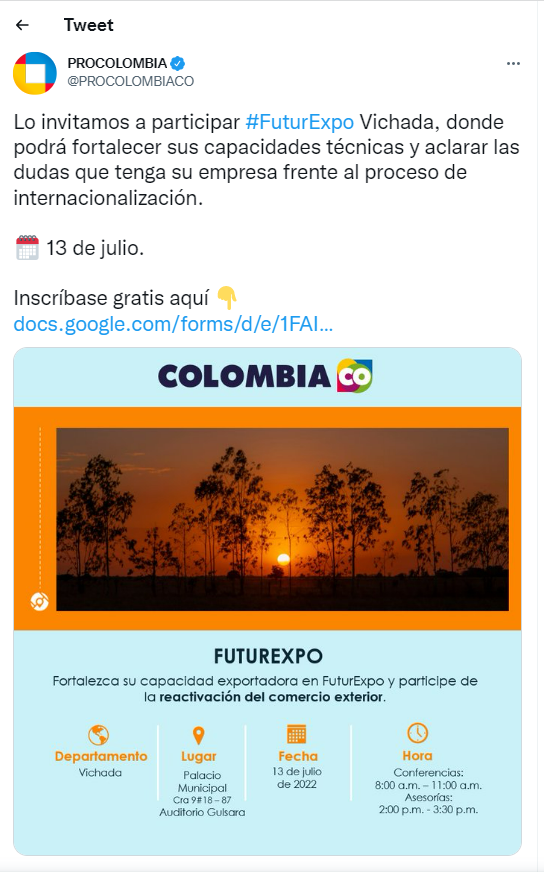 Tweet
PROCOLOMBIA
@PROCOLOMBIACO
Lo invitamos a participar #FuturExpo Vichada, donde
podrá fortalecer sus capacidades técnicas y aclarar las
dudas que tenga su empresa frente al proceso de
internacionalización.
13 de julio.
Inscríbase gratis aquí
docs.google.com/forms/d/e/1FAI...
COLOMBIA CO
FUTUREXPO
Fortalezca su capacidad exportadora en FuturExpo y participe de
la reactivación del comercio exterior.
Departamento
Vichada
Lugar
Palacio
Municipal
Cra 9#18 – 87
Auditorio Gulsara
Fecha
13 de julio
de 2022
Hora
Conferencias:
8:00 a.m. – 11:00 a.m.
Asesorías:
2:00 p.m. - 3:30 p.m.